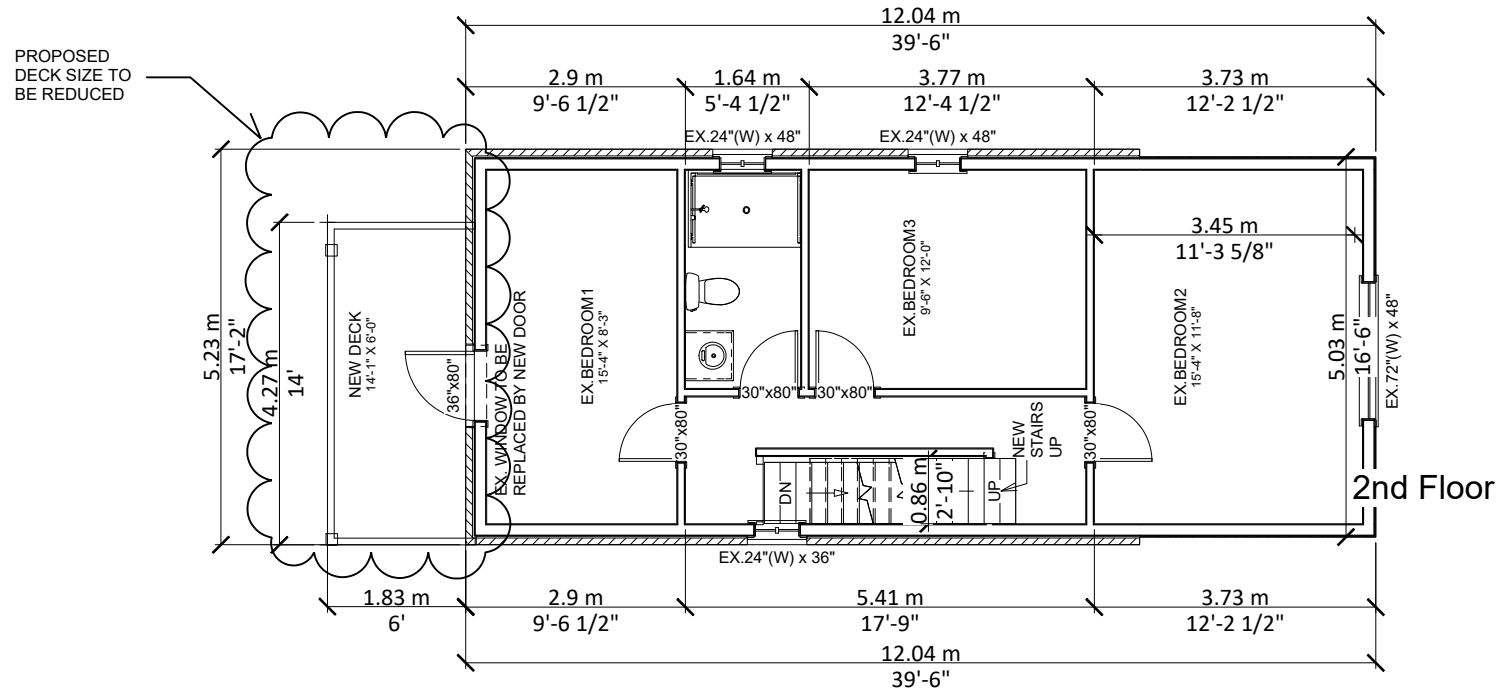 12.04 m
39'-6"
PROPOSED
DECK SIZE TO
BE REDUCED
2.9 m
9'-6 1/2"
1.64 m
5'-4 1/2"
3.77 m
12'-4 1/2"
3.73 m
12'-2 1/2"
EX.24"(W) x 48"
EX.24"(W) x 48"
5.23 m
17'-2"
4.27 m
14'
NEW DECK
14'-1" X 6'-0"
36"x80"
EX. WINDOW TO BE
REPLACED BY NEW DOOR
EX.BEDROOM1
15'-4" X 8'-3"
EX.BEDROOM3
9'-6" X 12'-0"
3.45 m
11'-3 5/8"
EX.BEDROOM2
15'-4" X 11'-8"
5.03 m
16'-6"
EX.72"(W) x 48"
30"x80"
30"x80"
30"x80"
30"x80"
NEW
STAIRS
UP
DN
0.86 m
2'-10"
UP
2nd Floor
EX.24"(W) x 36"
1.83 m
6'
2.9 m
9'-6 1/2"
5.41 m
17'-9"
3.73 m
12'-2 1/2"
12.04 m
39'-6"